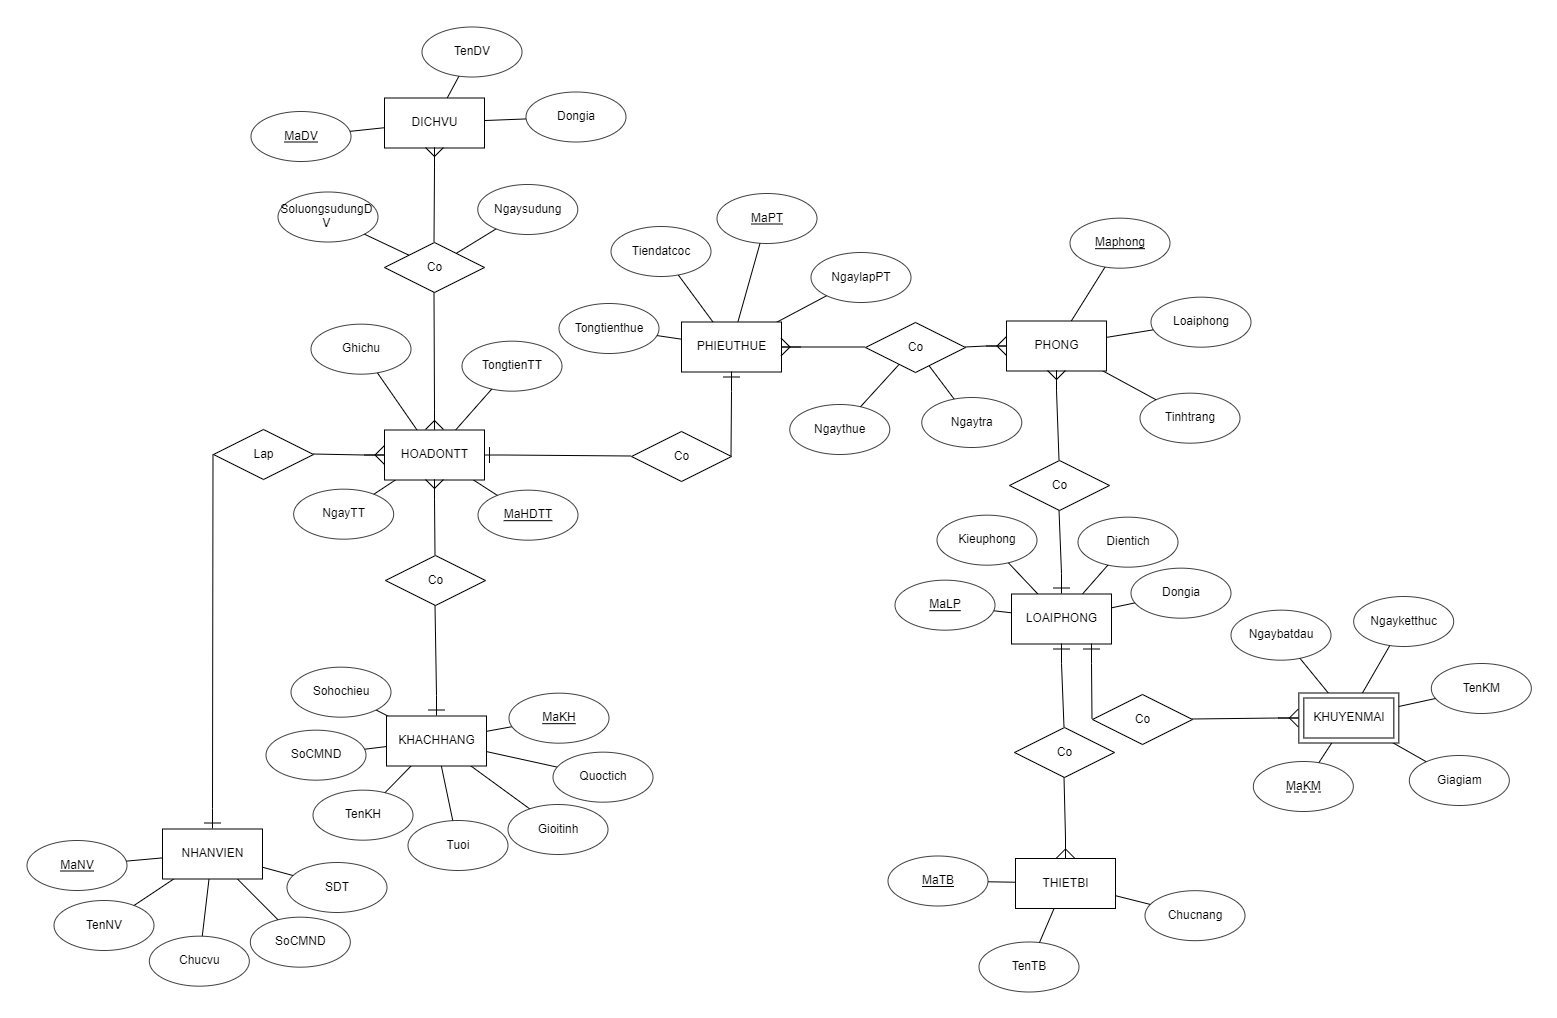 TenDV
DICHVU
Dongia
MaDV
SoluongsudungD
V
Ngaysudung
Co
MaPT
Tiendatcoc
NgaylapPT
Tongtienthue
PHIEUTHUE
Co
Ngaythue
Ngaytra
Maphong
Loaiphong
PHONG
Tinhtrang
Ghichu
TongtienTT
Lap
HOADONTT
Co
NgayTT
MaHDTT
Co
Co
Kieuphong
Dientich
MaLP
Dongia
LOAIPHONG
Ngaybatdau
Ngayketthuc
TenKM
Co
KHUYENMAI
MaKM
Giagiam
Co
Sohochieu
MaKH
SoCMND
KHACHHANG
Quoctich
TenKH
Tuoi
Gioitinh
NHANVIEN
MaNV
SDT
TenNV
SoCMND
Chucvu
MaTB
THIETBI
Chucnang
TenTB